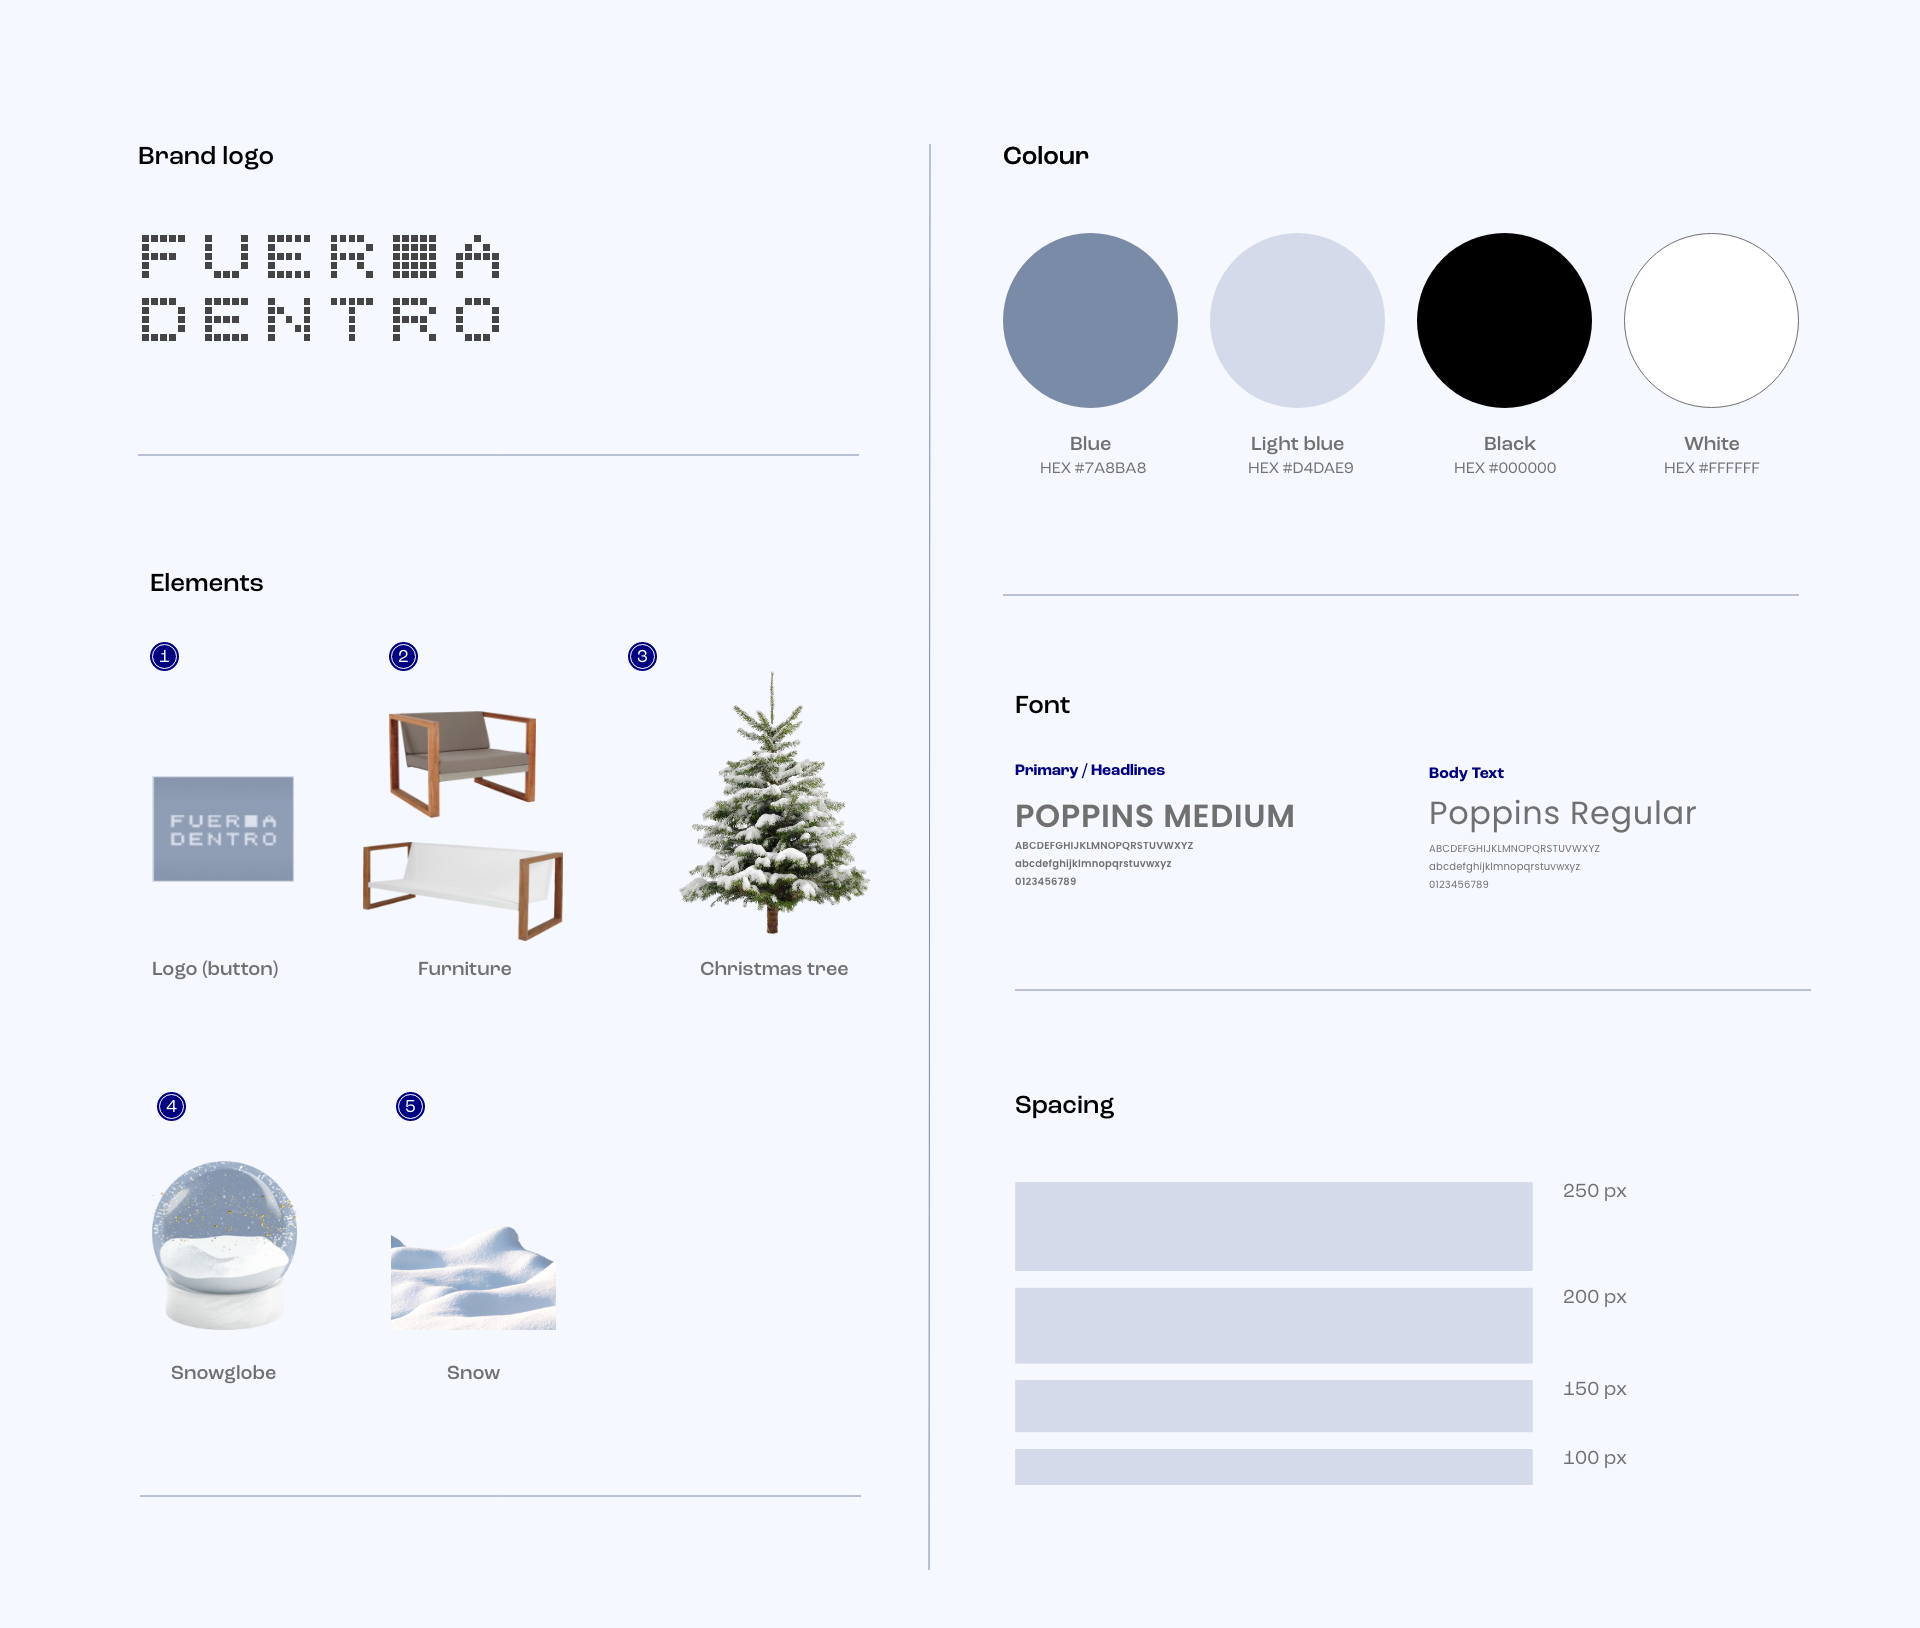 Brand logo
FUER■A
DENTRO
Elements
1
2
3
FUER■A
DENTRO
Logo (button)
Furniture
Christmas tree
4
5
Snowglobe
Snow
Colour
Blue
HEX #7A8BA8
Light blue
HEX #D4DAE9
Black
HEX #000000
White
HEX #FFFFFF
Font
Primary / Headlines
POPPINS MEDIUM
ABCDEFGHIJKLMNOPQRSTUVWXYZ
abcdefghijklmnopqrstuvwxyz
0123456789
Body Text
Poppins Regular
ABCDEFGHIJKLMNOPQRSTUVWXYZ
abcdefghijklmnopqrstuvwxyz
0123456789
Spacing
250 px
200 px
150 px
100 px